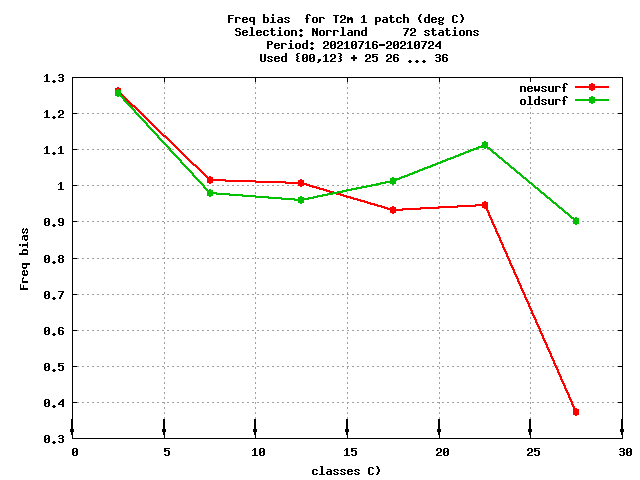 Freq bias  for T2m 1 patch (deg C)
Selection: Norrland     72 stations
Period: 20210716-20210724
Used {00,12} + 25 26 ... 36
newsurf
oldsurf
1.3
1.2
1.1
1
0.9
0.8
0.7
0.6
0.5
0.4
0.3
Freq bias
0 5 10 15 20 25 30
classes C)